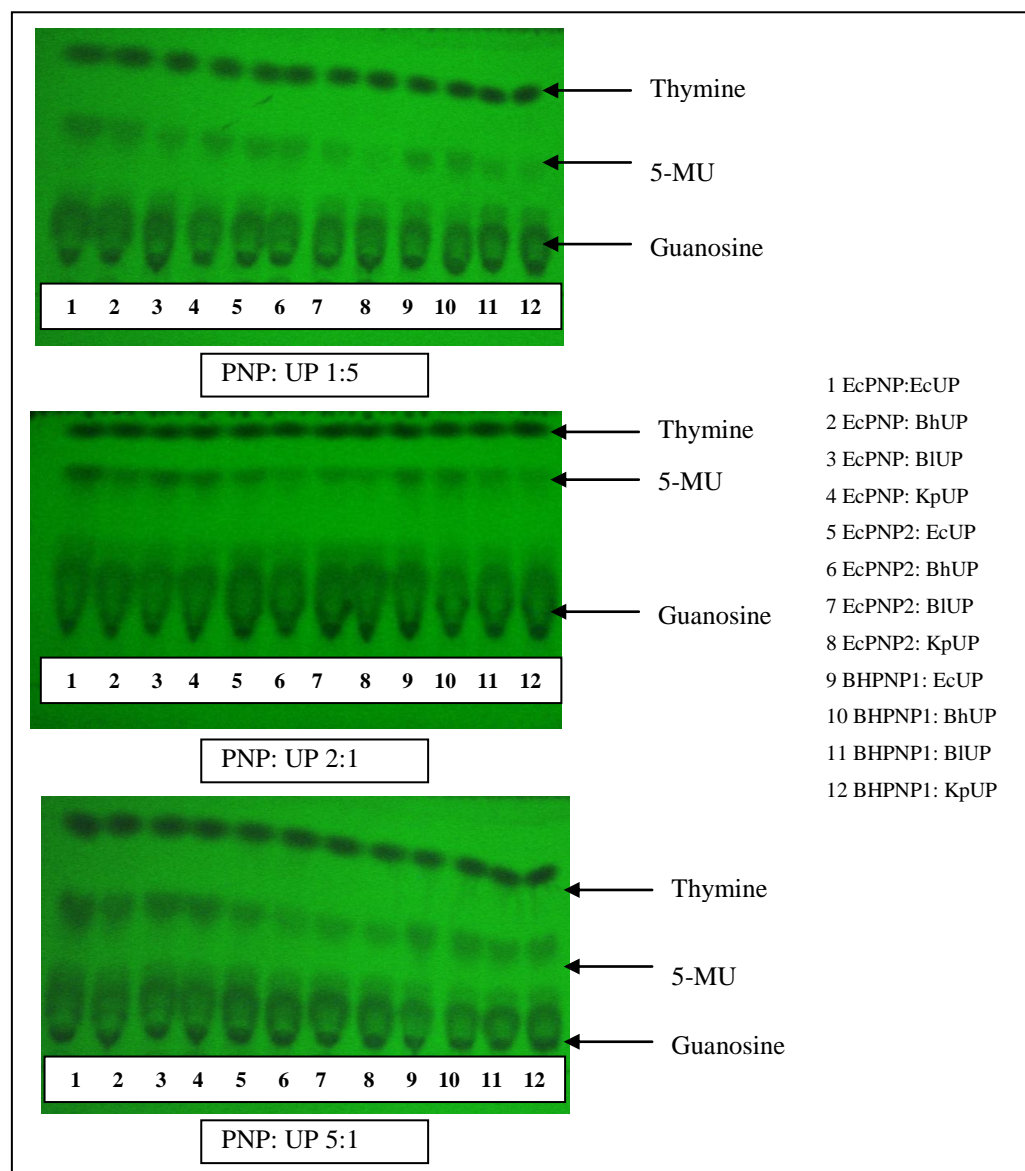 Thymine
5-MU
Guanosine
1 2 3 4 5 6 7 8 9 10 11 12
PNP: UP 1:5
Thymine
5-MU
Guanosine
1 2 3 4 5 6 7 8 9 10 11 12
PNP: UP 2:1
Thymine
5-MU
Guanosine
1 2 3 4 5 6 7 8 9 10 11 12
PNP: UP 5:1
1 EcPNP:EcUP
2 EcPNP: BhUP
3 EcPNP: BlUP
4 EcPNP: KpUP
5 EcPNP2: EcUP
6 EcPNP2: BhUP
7 EcPNP2: BlUP
8 EcPNP2: KpUP
9 BHPNP1: EcUP
10 BHPNP1: BhUP
11 BHPNP1: BlUP
12 BHPNP1: KpUP